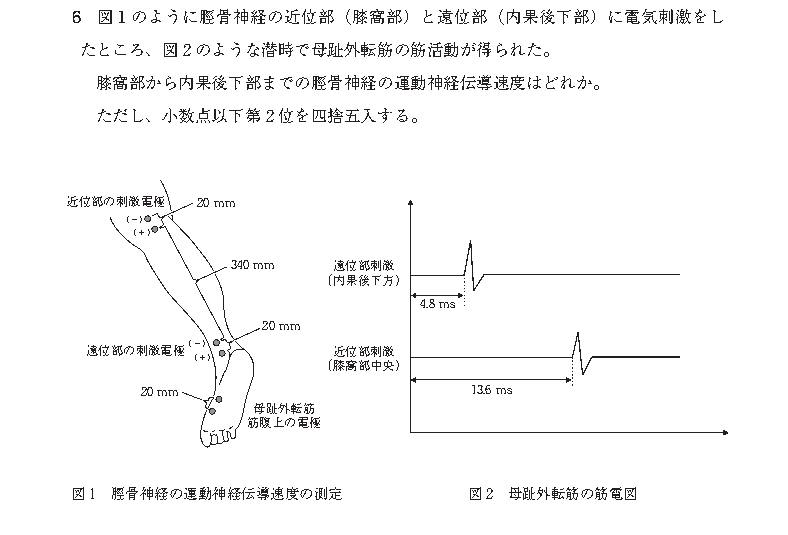 6 図1のように脛骨神経の近位部（膝窩部）と遠位部（内果後下部）に電気刺激をし
たところ、図2のような潜時で母趾外転筋の筋活動が得られた。
膝窩部から内果後下部までの脛骨神経の運動神経伝導速度はどれか。
ただし、小数点以下第2位を四捨五入する。
近位部の刺激電極
20 mm
(−)
(+)
340 mm
20 mm
遠位部の刺激電極
(−)
(+)
20 mm
母趾外転筋
筋腹上の電極
遠位部刺激
(内果後下方)
4.8 ms
近位部刺激
(膝窩部中央)
13.6 ms
図1 脛骨神経の運動神経伝導速度の測定
図2 母趾外転筋の筋電図